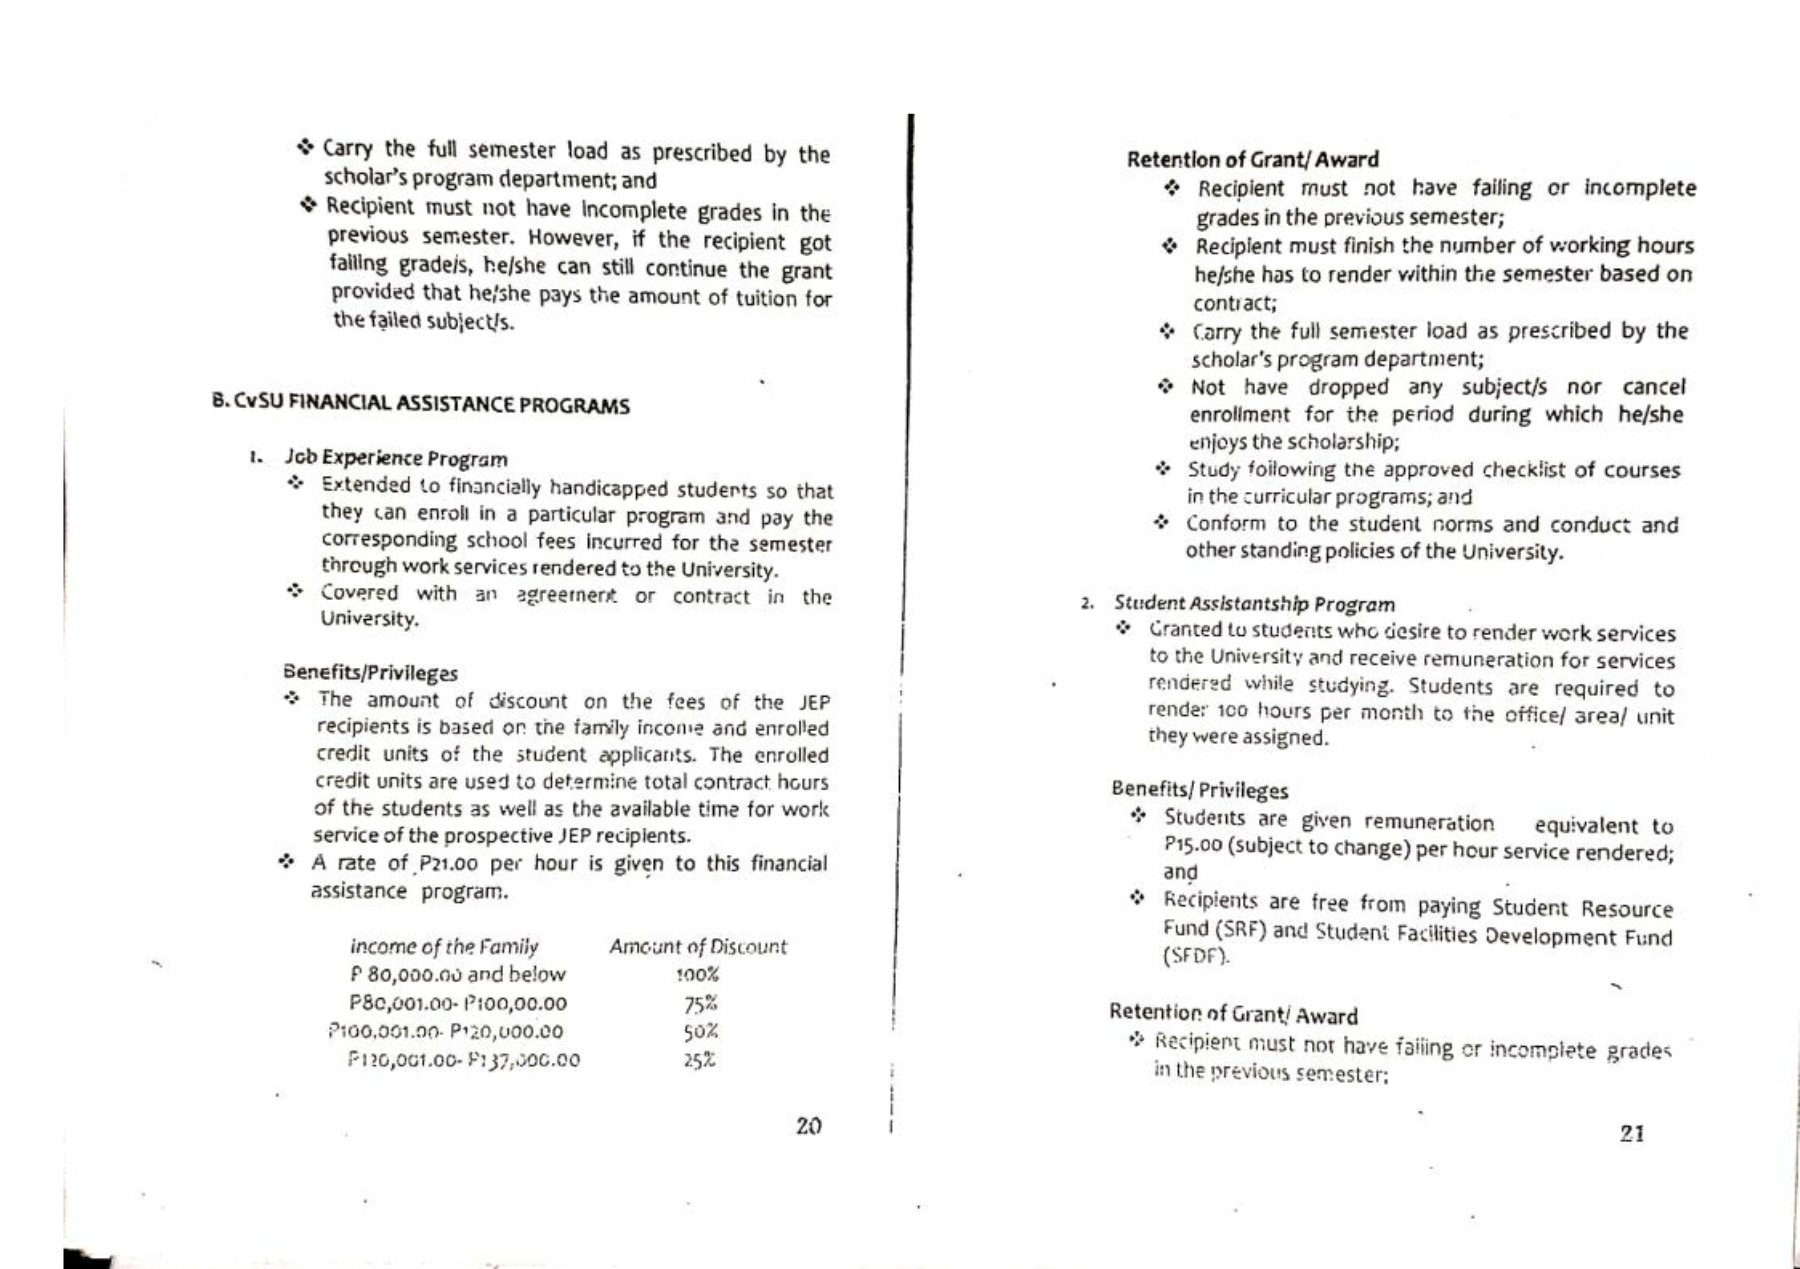 ❖ Carry the full semester load as prescribed by the
scholar's program department; and
❖ Recipient must not have incomplete grades in the
previous semester. However, if the recipient got
failing grade/s, he/she can still continue the grant
provided that he/she pays the amount of tuition for
the failed subject/s.
B. CvSU FINANCIAL ASSISTANCE PROGRAMS
1. Job Experience Program
❖ Extended to financially handicapped students so that
they can enroll in a particular program and pay the
corresponding school fees incurred for the semester
through work services rendered to the University.
❖ Covered with an agreement or contract in the
University.
Benefits/Privileges
❖ The amount of discount on the fees of the JEP
recipients is based on the family income and enrolled
credit units of the student applicants. The enrolled
credit units are used to determine total contract hours
of the students as well as the available time for work
service of the prospective JEP recipients.
❖ A rate of P21.00 per hour is given to this financial
assistance program.
Income of the Family Amount of Discount
P 80,000.00 and below 100%
P80,001.00- P100,00.00 75%
P100,001.00- P120,000.00 50%
P120,001.00- P137,000.00 25%
20
Retention of Grant/ Award
❖ Recipient must not have failing or incomplete
grades in the previous semester;
❖ Recipient must finish the number of working hours
he/she has to render within the semester based on
contract;
❖ Carry the full semester load as prescribed by the
scholar's program department;
❖ Not have dropped any subject/s nor cancel
enrollment for the period during which he/she
enjoys the scholarship;
❖ Study following the approved checklist of courses
in the curricular programs; and
❖ Conform to the student norms and conduct and
other standing policies of the University.
2. Student Assistantship Program
❖ Granted to students who desire to render work services
to the University and receive remuneration for services
rendered while studying. Students are required to
render 100 hours per month to the office/ area/ unit
they were assigned.
Benefits/ Privileges
❖ Students are given remuneration equivalent to
P15.00 (subject to change) per hour service rendered;
and
❖ Recipients are free from paying Student Resource
Fund (SRF) and Student Facilities Development Fund
(SFDF).
Retention of Grant/ Award
❖ Recipient must not have failing or incomplete grades
in the previous semester;
21